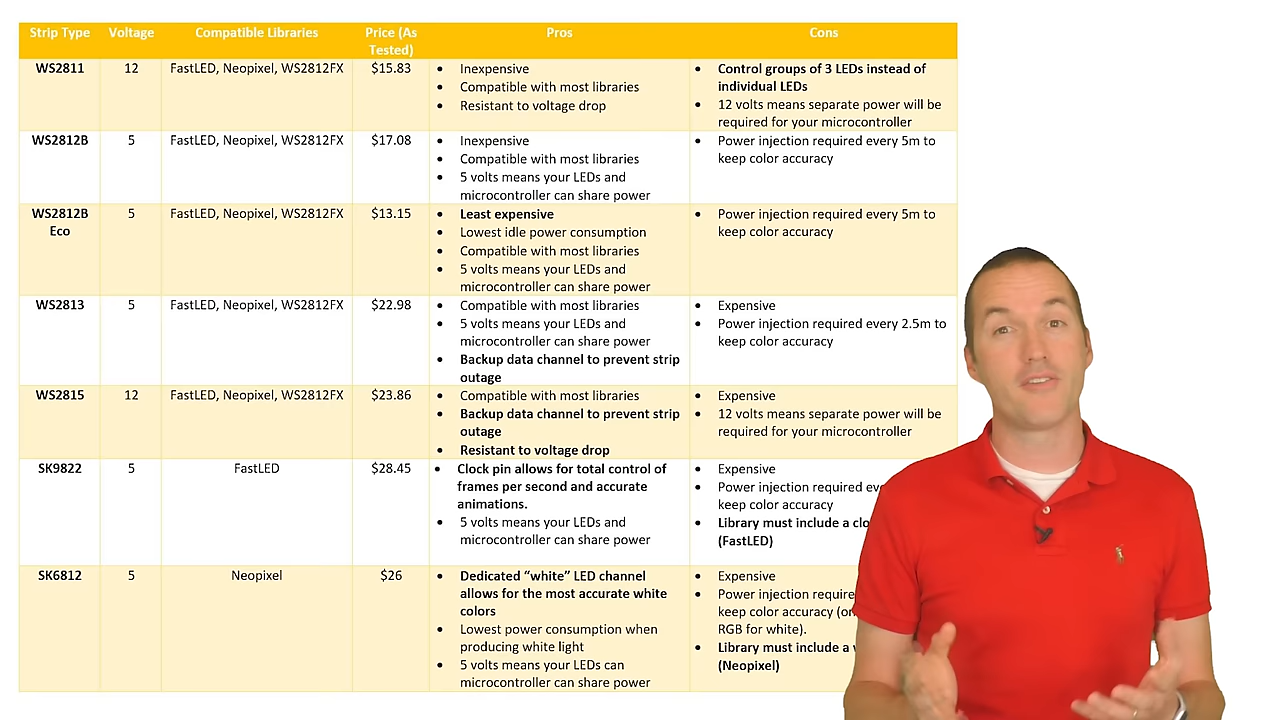 Strip Type Voltage Compatible Libraries Price (As Tested) Pros Cons
WS2811 12 FastLED, Neopixel, WS2812FX $15.83
• Inexpensive
• Compatible with most libraries
• Resistant to voltage drop
• Control groups of 3 LEDs instead of
individual LEDs
• 12 volts means separate power will be
required for your microcontroller
WS2812B 5 FastLED, Neopixel, WS2812FX $17.08
• Inexpensive
• Compatible with most libraries
• 5 volts means your LEDs and
microcontroller can share power
• Power injection required every 5m to
keep color accuracy
WS2812B
Eco
5 FastLED, Neopixel, WS2812FX $13.15
• Least expensive
• Lowest idle power consumption
• Compatible with most libraries
• 5 volts means your LEDs and
microcontroller can share power
• Power injection required every 5m to
keep color accuracy
WS2813 5 FastLED, Neopixel, WS2812FX $22.98
• Compatible with most libraries
• 5 volts means your LEDs and
microcontroller can share power
• Backup data channel to prevent strip
outage
• Expensive
• Power injection required every 2.5m to
keep color accuracy
WS2815 12 FastLED, Neopixel, WS2812FX $23.86
• Compatible with most libraries
• Backup data channel to prevent strip
outage
• Resistant to voltage drop
• Expensive
• 12 volts means separate power will be
required for your microcontroller
SK9822 5 FastLED $28.45
• Clock pin allows for total control of
frames per second and accurate
animations.
• 5 volts means your LEDs and
microcontroller can share power
• Expensive
• Power injection required
keep color accuracy
• Library must include a
(FastLED)
SK6812 5 Neopixel $26
• Dedicated “white” LED channel
allows for the most accurate white
colors
• Lowest power consumption when
producing white light
• 5 volts means your LEDs can
microcontroller can share power
• Expensive
• Power injection
keep color accuracy
RGB for white).
• Library must include a
(Neopixel)